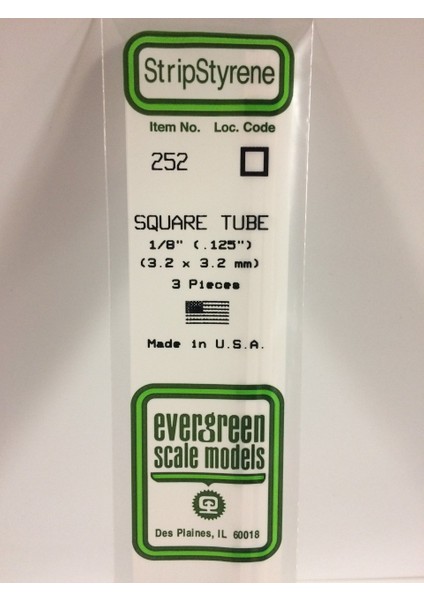 StripStyrene
Item No. Loc. Code
252
SQUARE TUBE
1/8" (.125")
(3.2 x 3.2 mm)
3 Pieces
Made in U.S.A.
evergreen
scale models
Des Plaines, IL 60018